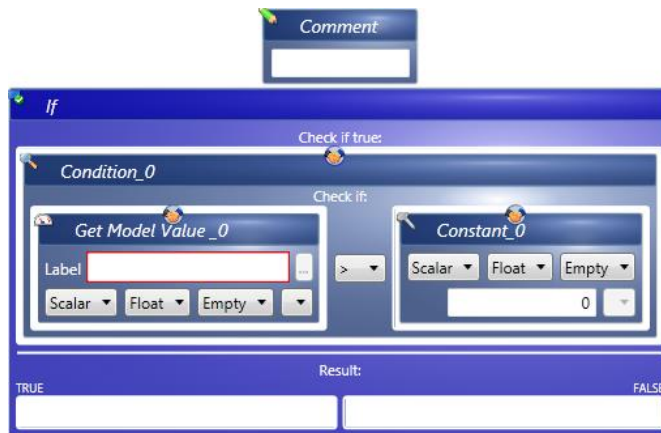 Comment
If
Check if true:
Condition_0
Check if:
Get Model Value _0
Constant_0
Label
...
>
Scalar Float Empty
Scalar Float Empty
0
Result:
TRUE
FALSE